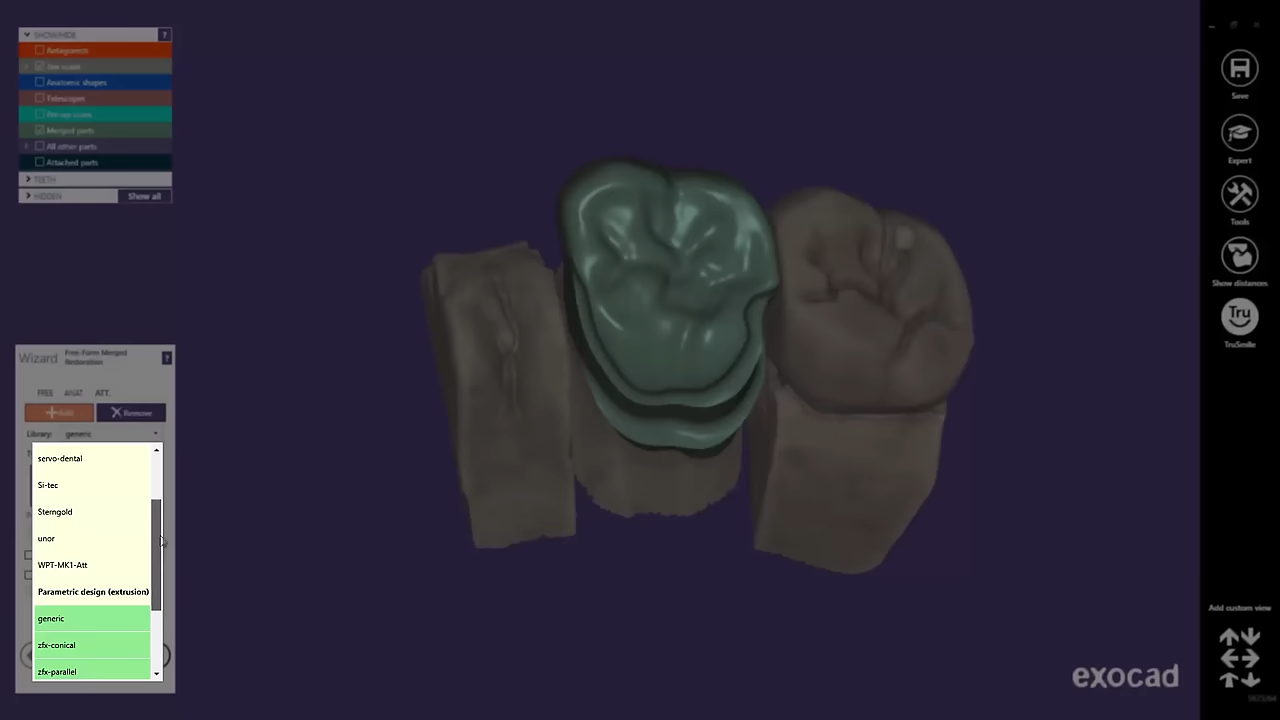 SHOW/HIDE ?
Antagonists
Anatomic shapes
Telescopes
Pre-op scans
Merged parts
All other parts
Attached parts
TEETH
HIDDEN Show all
Wizard Free-Form Merged Restoration ?
FREE ANAT. ATT.
Add Remove
Library: generic
servo-dental
Si-tec
Sterngold
unor
WPT-MK1-Att
Parametric design (extrusion)
generic
zfx-conical
zfx-parallel
Save
Expert
Tools
Show distances
Tru
TruSmile
Add custom view
exocad